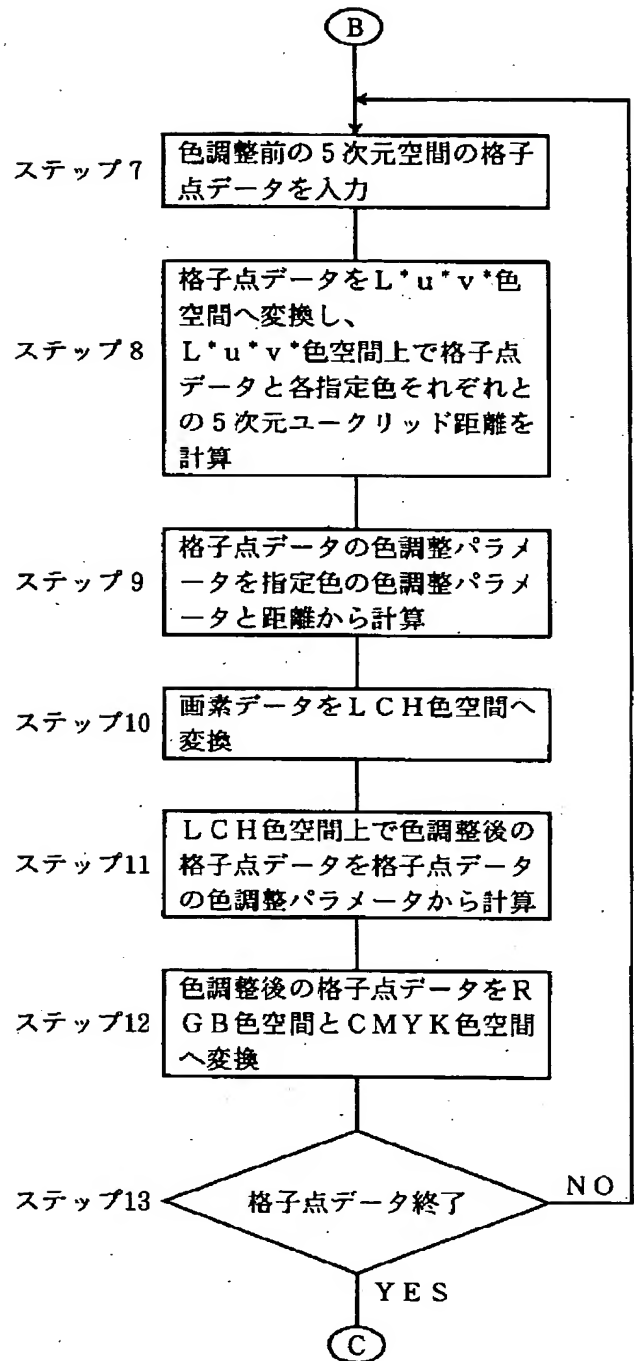 B
ステップ7
色調整前の5次元空間の格子
点データを入力
ステップ8
格子点データをL*u*v*色
空間へ変換し、
L*u*v*色空間上で格子点
データと各指定色それぞれと
の5次元ユークリッド距離を
計算
ステップ9
格子点データの色調整パラメ
ータを指定色の色調整パラメ
ータと距離から計算
ステップ10
画素データをLCH色空間へ
変換
ステップ11
LCH色空間上で色調整後の
格子点データを格子点データ
の色調整パラメータから計算
ステップ12
色調整後の格子点データをR
GB色空間とCMYK色空間
へ変換
ステップ13
格子点データ終了
NO
YES
C